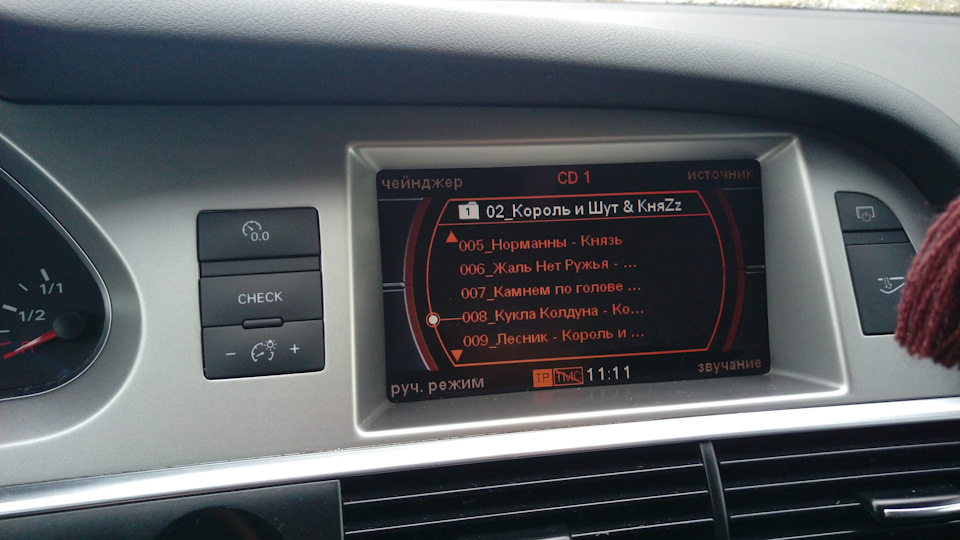 чейнджер CD 1 источник
1 02_Король и Шут & КняZz
005_Норманны - Князь
006_Жаль Нет Ружья - ...
007_Камнем по голове ...
008_Кукла Колдуна - Ко...
009_Лесник - Король и ...
руч. режим TP TMC 11:11 звучание
0.0
CHECK
- +
1/1
1/2